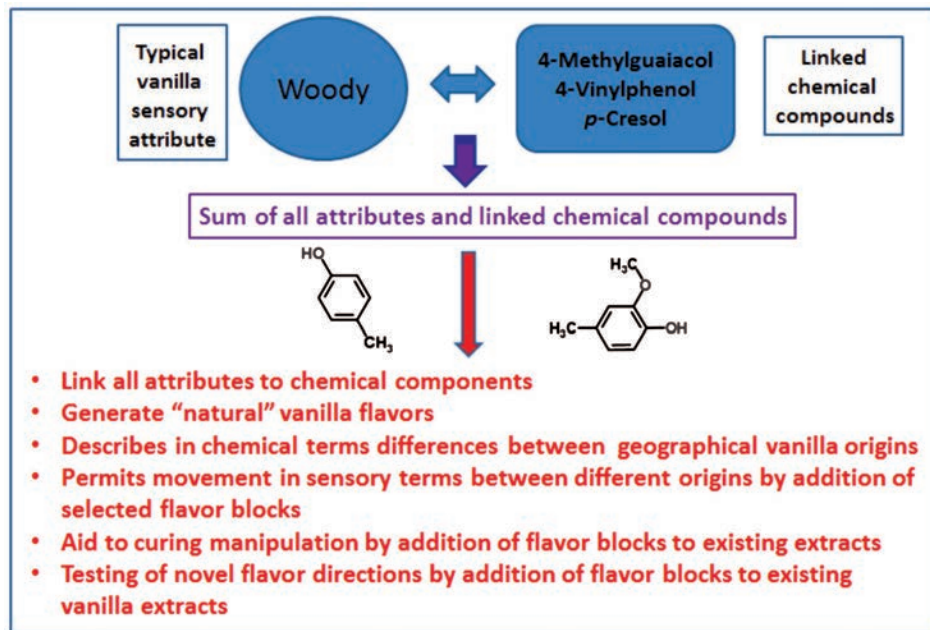 Typical
vanilla
sensory
attribute
Woody
4-Methylguaiacol
4-Vinylphenol
p-Cresol
Linked
chemical
compounds
Sum of all attributes and linked chemical compounds
HO
CH3
H3C
O
H3C
OH
• Link all attributes to chemical components
• Generate “natural” vanilla flavors
• Describes in chemical terms differences between geographical vanilla origins
• Permits movement in sensory terms between different origins by addition of
selected flavor blocks
• Aid to curing manipulation by addition of flavor blocks to existing extracts
• Testing of novel flavor directions by addition of flavor blocks to existing
vanilla extracts